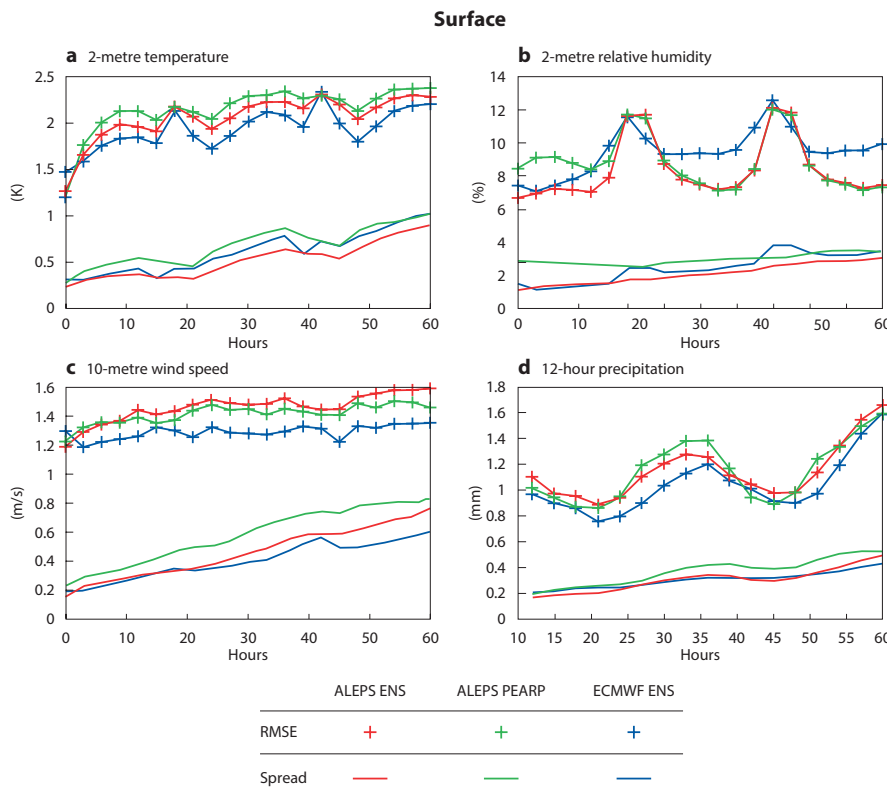 Surface
a 2-metre temperature
2.5
2
1.5
1
0.5
0
(K)
0 10 20 30 40 50 60
Hours
b 2-metre relative humidity
14
12
10
8
6
4
2
0
(%)
0 10 20 30 40 50 60
Hours
c 10-metre wind speed
1.6
1.4
1.2
1
0.8
0.6
0.4
0.2
0
(m/s)
0 10 20 30 40 50 60
Hours
d 12-hour precipitation
1.8
1.6
1.4
1.2
1.0
0.8
0.6
0.4
0.2
0
(mm)
10 15 20 25 30 35 40 45 50 55 60
Hours
ALEPS ENS ALEPS PEARP ECMWF ENS
RMSE
Spread